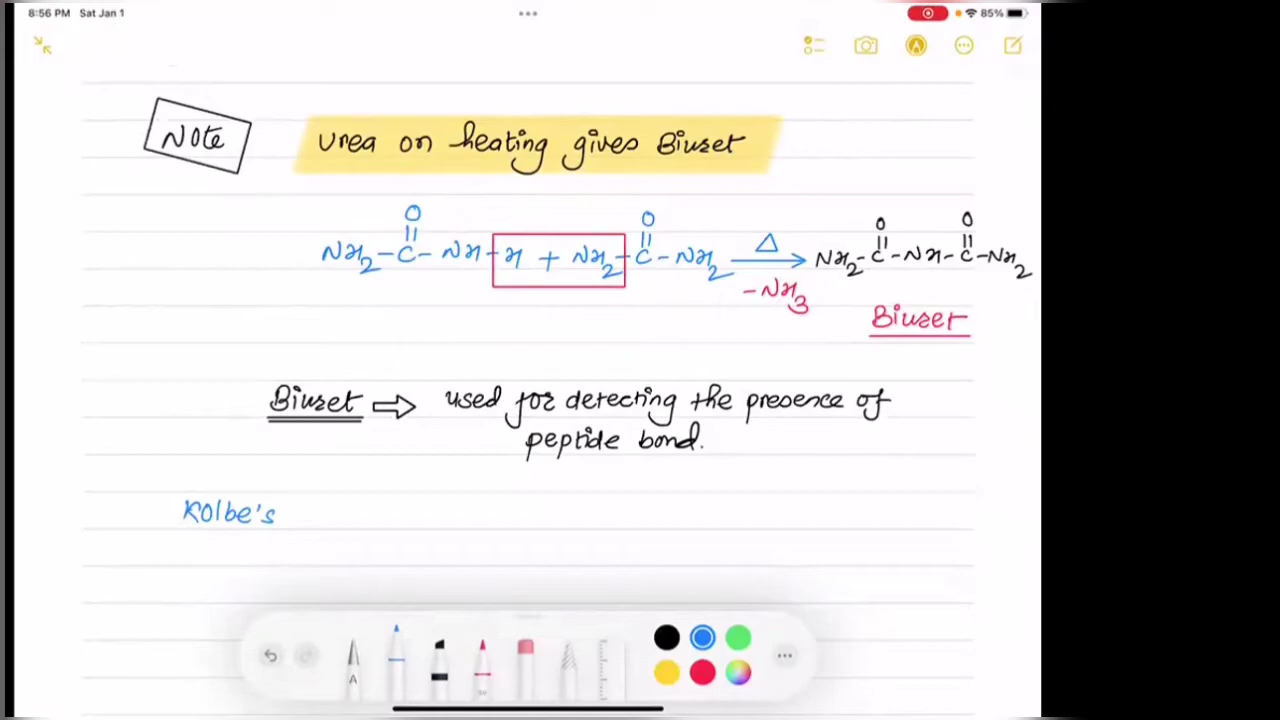 8:56 PM Sat Jan 1
85%
Note
Urea on heating gives Biuret
O O O O
NH2-C-NH-H + NH2-C-NH2 Δ→ NH2-C-NH-C-NH2
-NH3
Biuret
Biuret ⇒ used for detecting the presence of
peptide bond.
Kolbe's
A